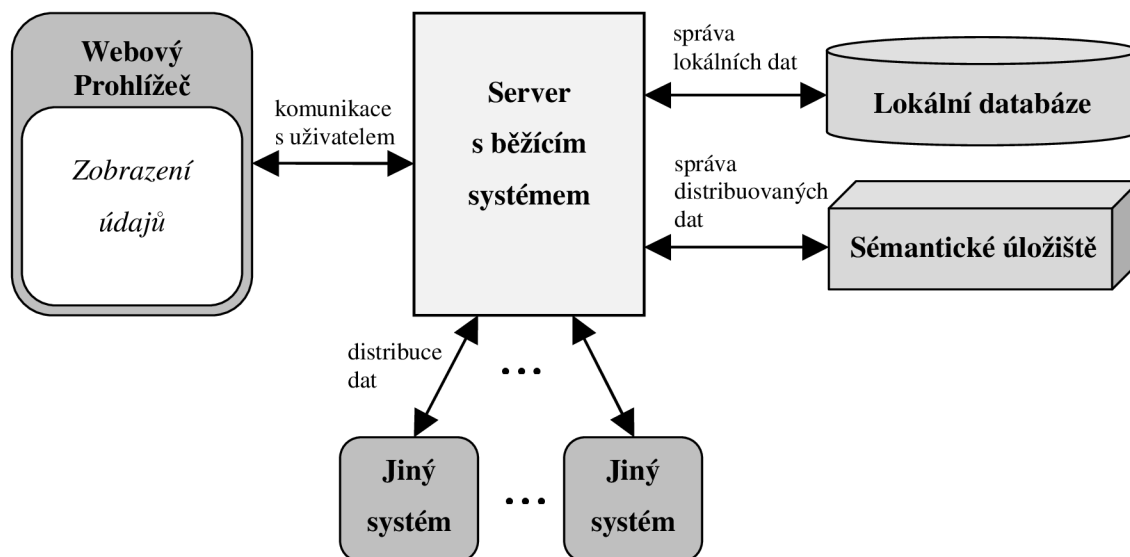 Webový
Prohlížeč
Zobrazení
údajů
komunikace
s uživatelem
Server
s běžícím
systémem
správa
lokálních dat
Lokální databáze
správa
distribuovaných
dat
Sémantické úložiště
distribuce
dat
...
Jiný
systém
...
Jiný
systém